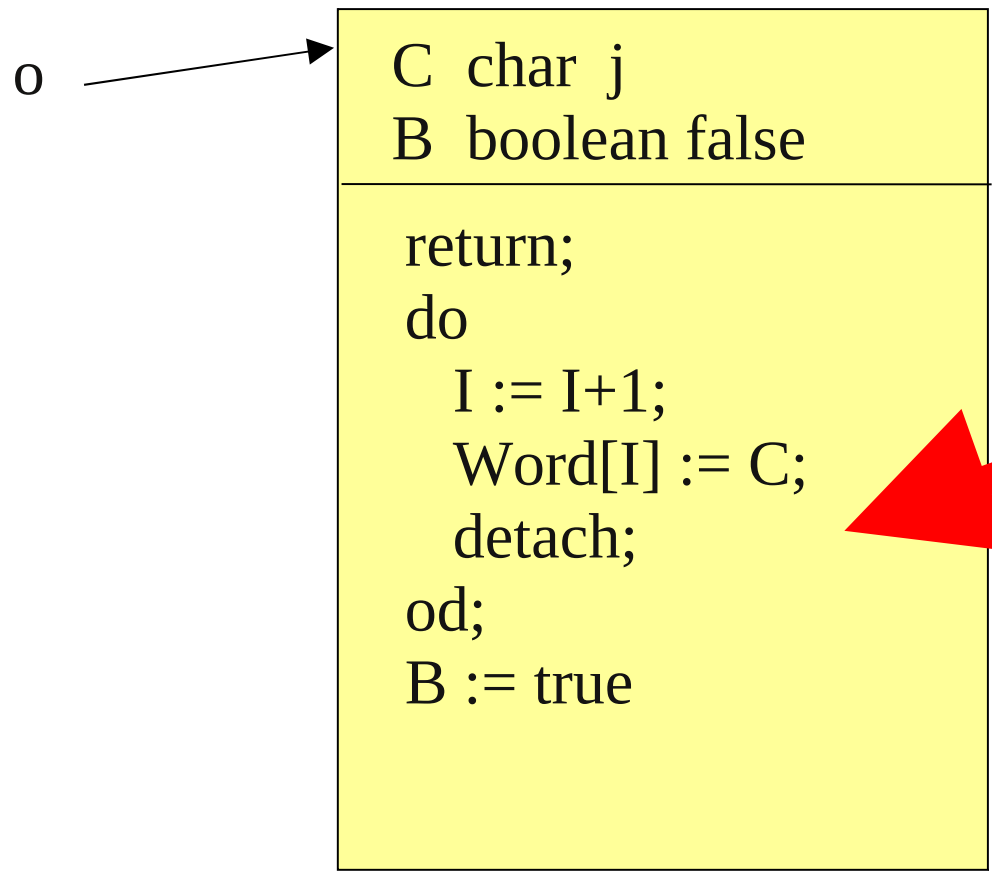 o
C char j
B boolean false
return;
do
I := I+1;
Word[I] := C;
detach;
od;
B := true